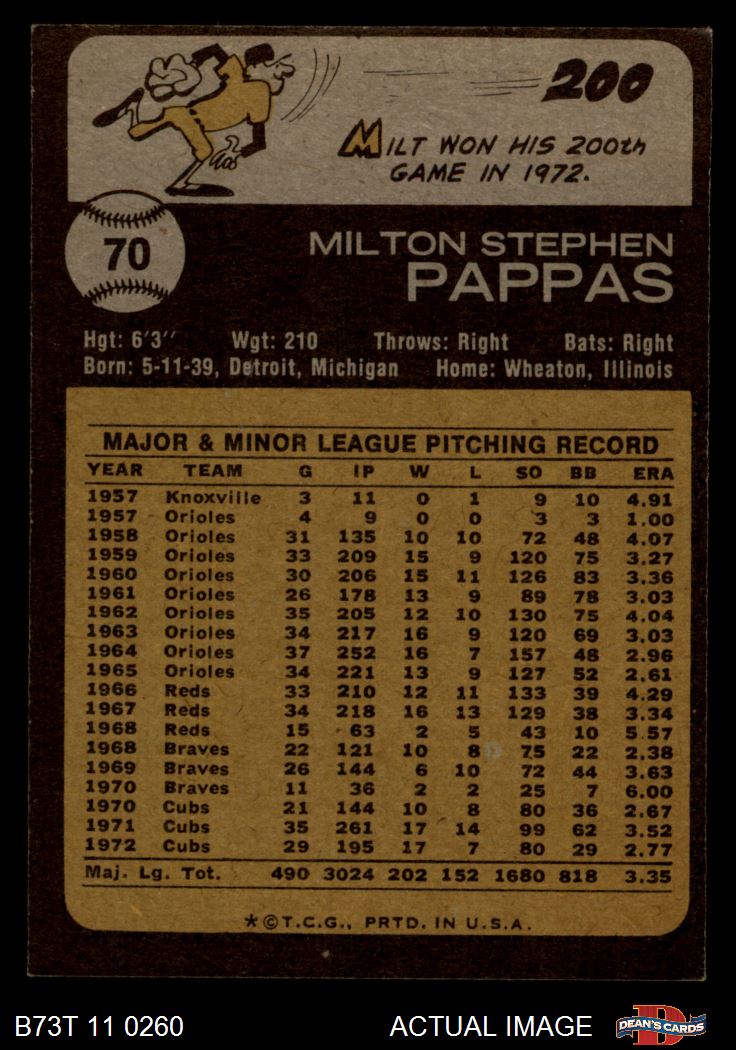 200
MILT WON HIS 200th
GAME IN 1972.
70
MILTON STEPHEN
PAPPAS
Hgt: 6'3'' Wgt: 210 Throws: Right Bats: Right
Born: 5-11-39, Detroit, Michigan Home: Wheaton, Illinois
MAJOR & MINOR LEAGUE PITCHING RECORD
YEAR TEAM G IP W L SO BB ERA
1957 Knoxville 3 11 0 1 9 10 4.91
1957 Orioles 4 9 0 0 3 3 1.00
1958 Orioles 31 135 10 10 72 48 4.07
1959 Orioles 33 209 15 9 120 75 3.27
1960 Orioles 30 206 15 11 126 83 3.36
1961 Orioles 26 178 13 9 89 78 3.03
1962 Orioles 35 205 12 10 130 75 4.04
1963 Orioles 34 217 16 9 120 69 3.03
1964 Orioles 37 252 16 7 157 48 2.96
1965 Orioles 34 221 13 9 127 52 2.61
1966 Reds 33 210 12 11 133 39 4.29
1967 Reds 34 218 16 13 129 38 3.34
1968 Reds 15 63 2 5 43 10 5.57
1968 Braves 22 121 10 8 75 22 2.38
1969 Braves 26 144 6 10 72 44 3.63
1970 Braves 11 36 2 2 25 7 6.00
1970 Cubs 21 144 10 8 80 36 2.67
1971 Cubs 35 261 17 14 99 62 3.52
1972 Cubs 29 195 17 7 80 29 2.77
Maj. Lg. Tot. 490 3024 202 152 1680 818 3.35
*©T.C.G., PRTD. IN U.S.A.
B73T 11 0260 ACTUAL IMAGE D DEAN'S CARDS